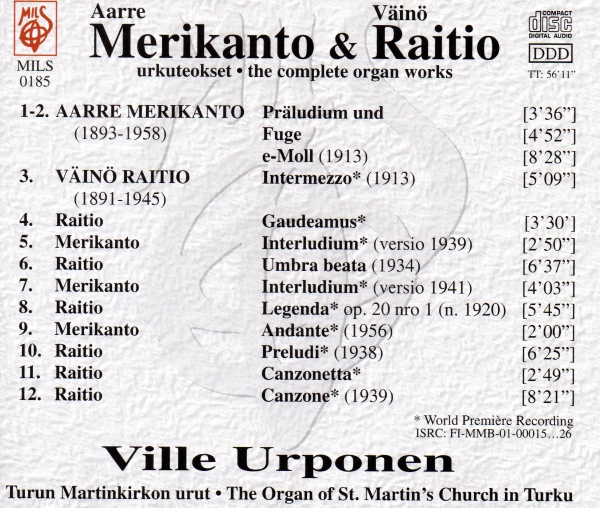 Aarre Väinö
MILS
Merikanto & Raitio
COMPACT
disc
DIGITAL AUDIO
MILS
0185
urkuteokset • the complete organ works
DDD
TT: 56'11"
1-2. AARRE MERIKANTO Präludium und [3'36"]
(1893-1958) Fuge [4'52"]
e-Moll (1913) [8'28"]
3. VÄINÖ RAITIO Intermezzo* (1913) [5'09"]
(1891-1945)
4. Raitio Gaudeamus* [3'30']
5. Merikanto Interludium* (versio 1939) [2'50"]
6. Raitio Umbra beata (1934) [6'37"]
7. Merikanto Interludium* (versio 1941) [4'03"]
8. Raitio Legenda* op. 20 nro 1 (n. 1920) [5'45"]
9. Merikanto Andante* (1956) [2'00"]
10. Raitio Preludi* (1938) [6'25"]
11. Raitio Canzonetta* [2'49"]
12. Raitio Canzone* (1939) [8'21"]
* World Première Recording
ISRC: FI-MMB-01-00015…26
Ville Urponen
Turun Martinkirkon urut • The Organ of St. Martin's Church in Turku